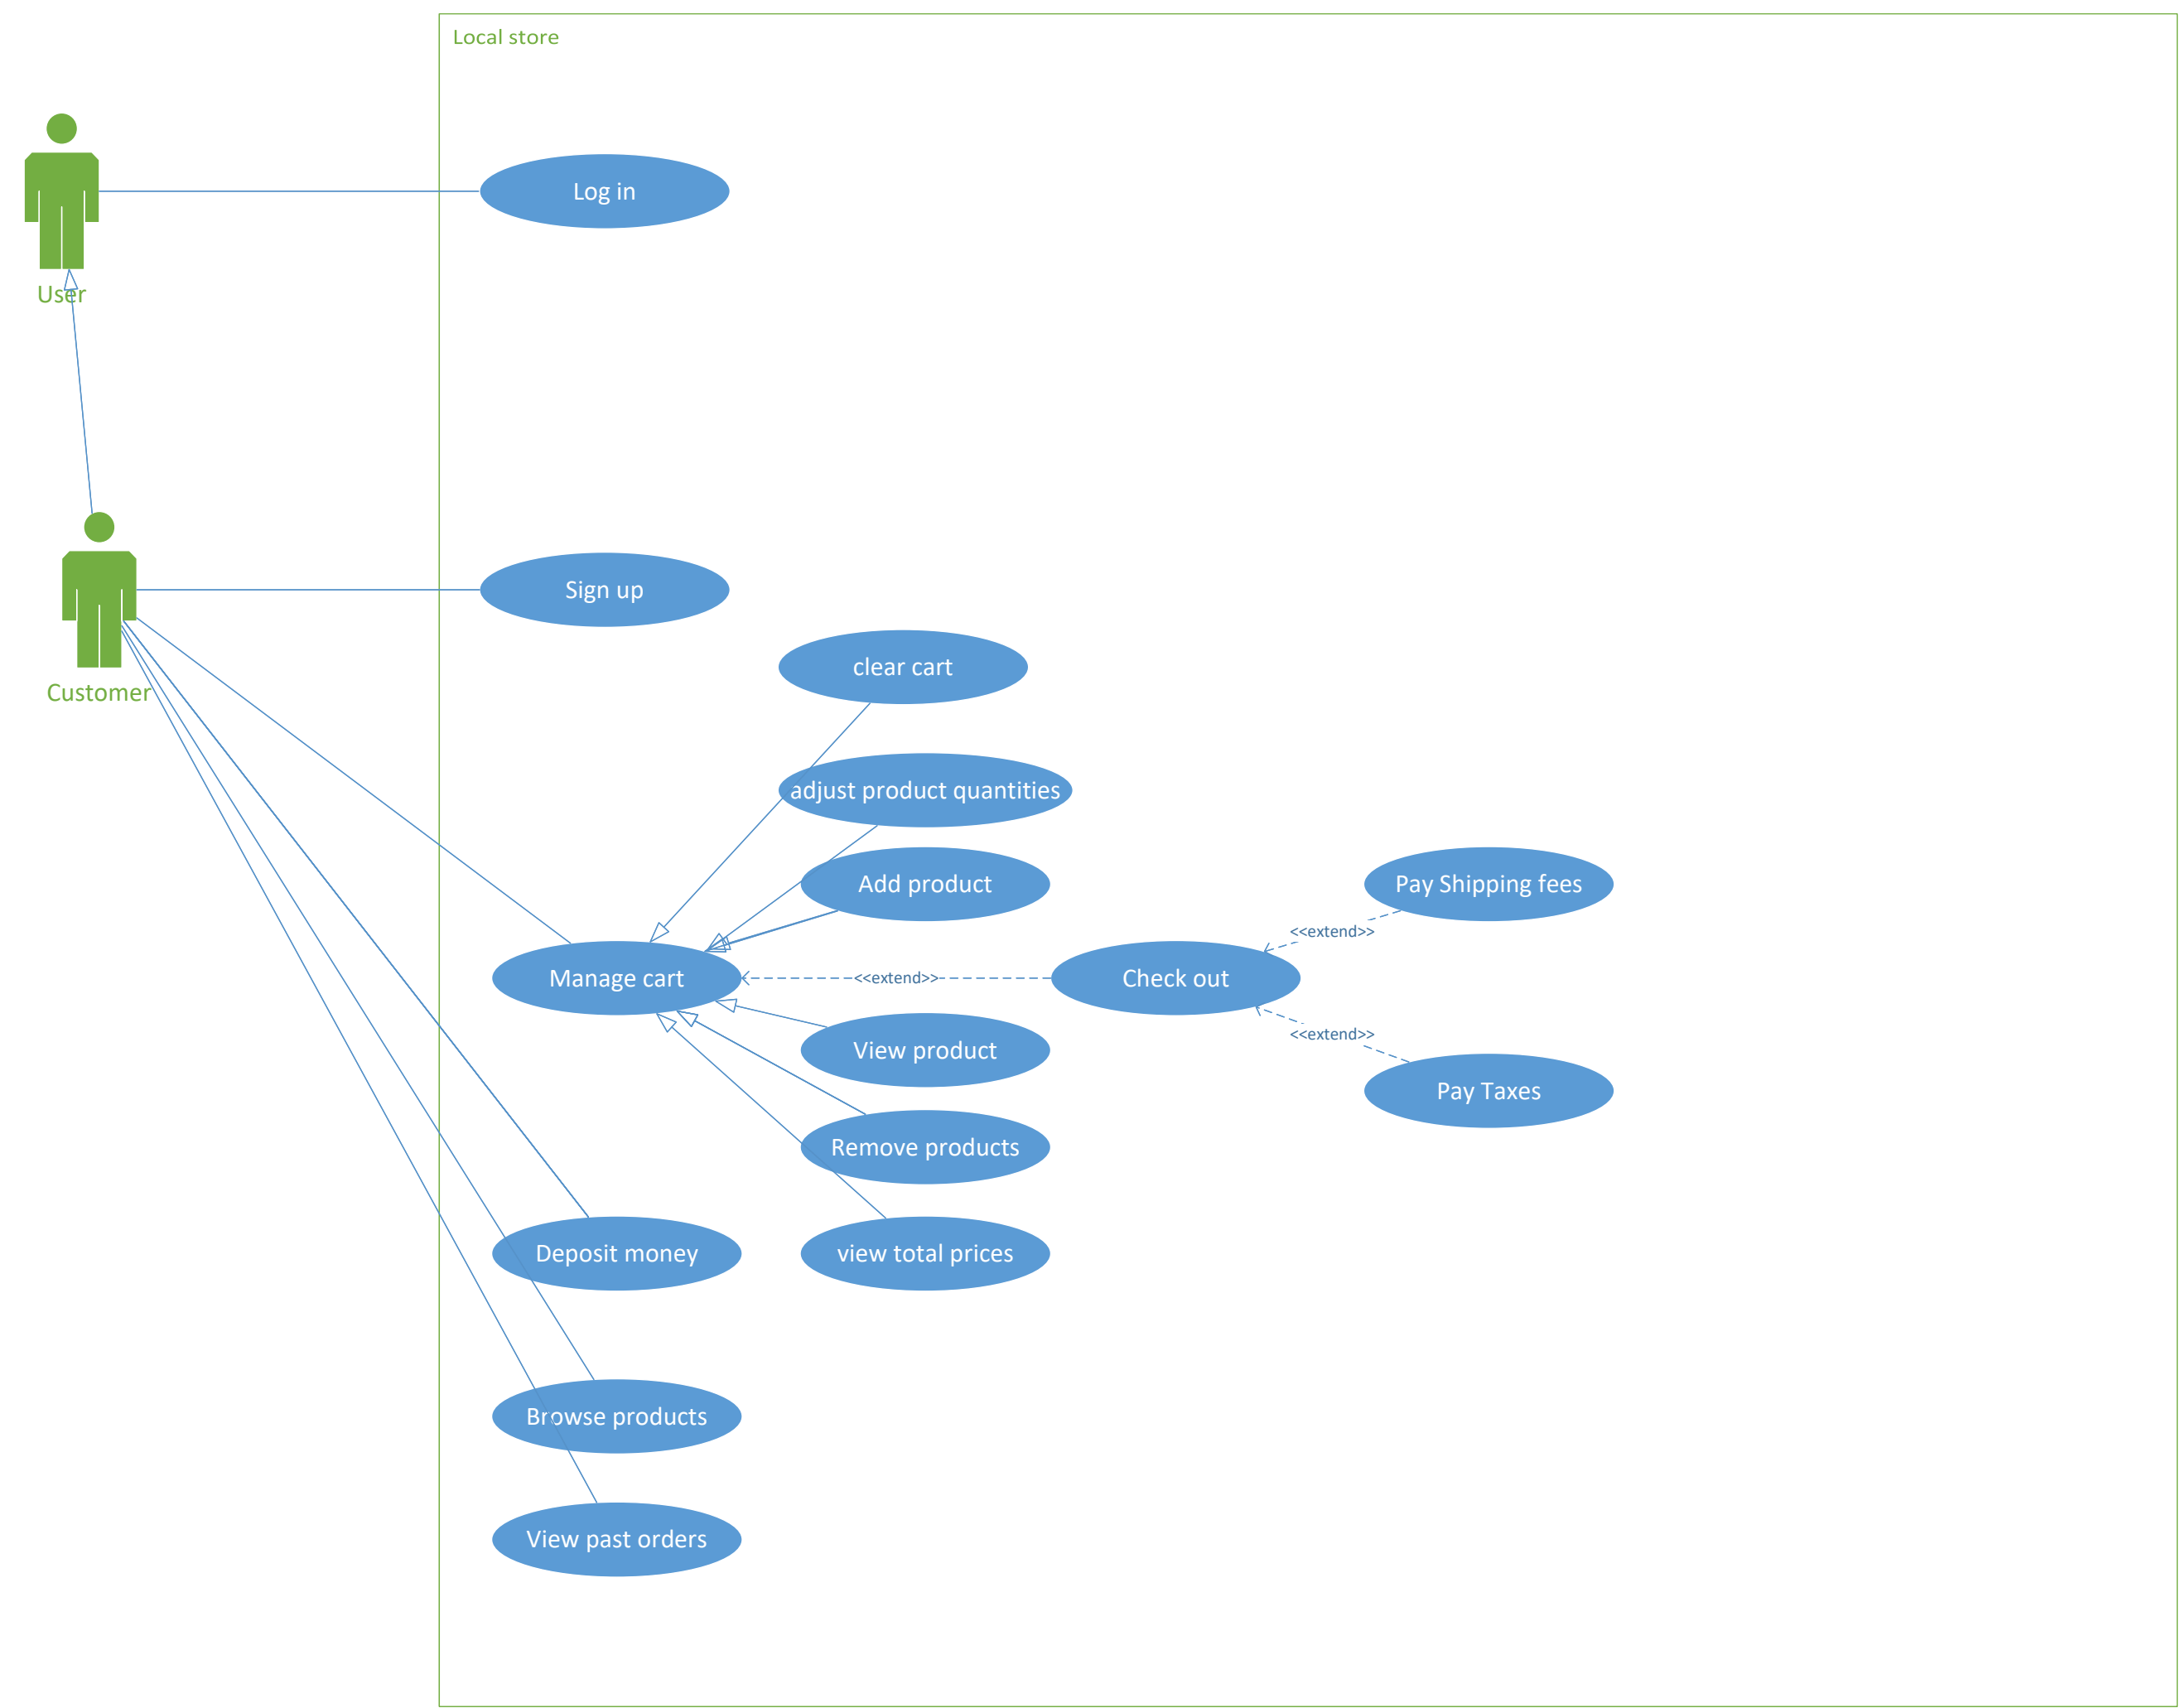 Local store
Log in
User
Sign up
clear cart
Customer
adjust product quantities
Add product
Pay Shipping fees
<<extend>>
Manage cart
<<extend>>
Check out
<<extend>>
View product
Pay Taxes
Remove products
Deposit money
view total prices
Browse products
View past orders